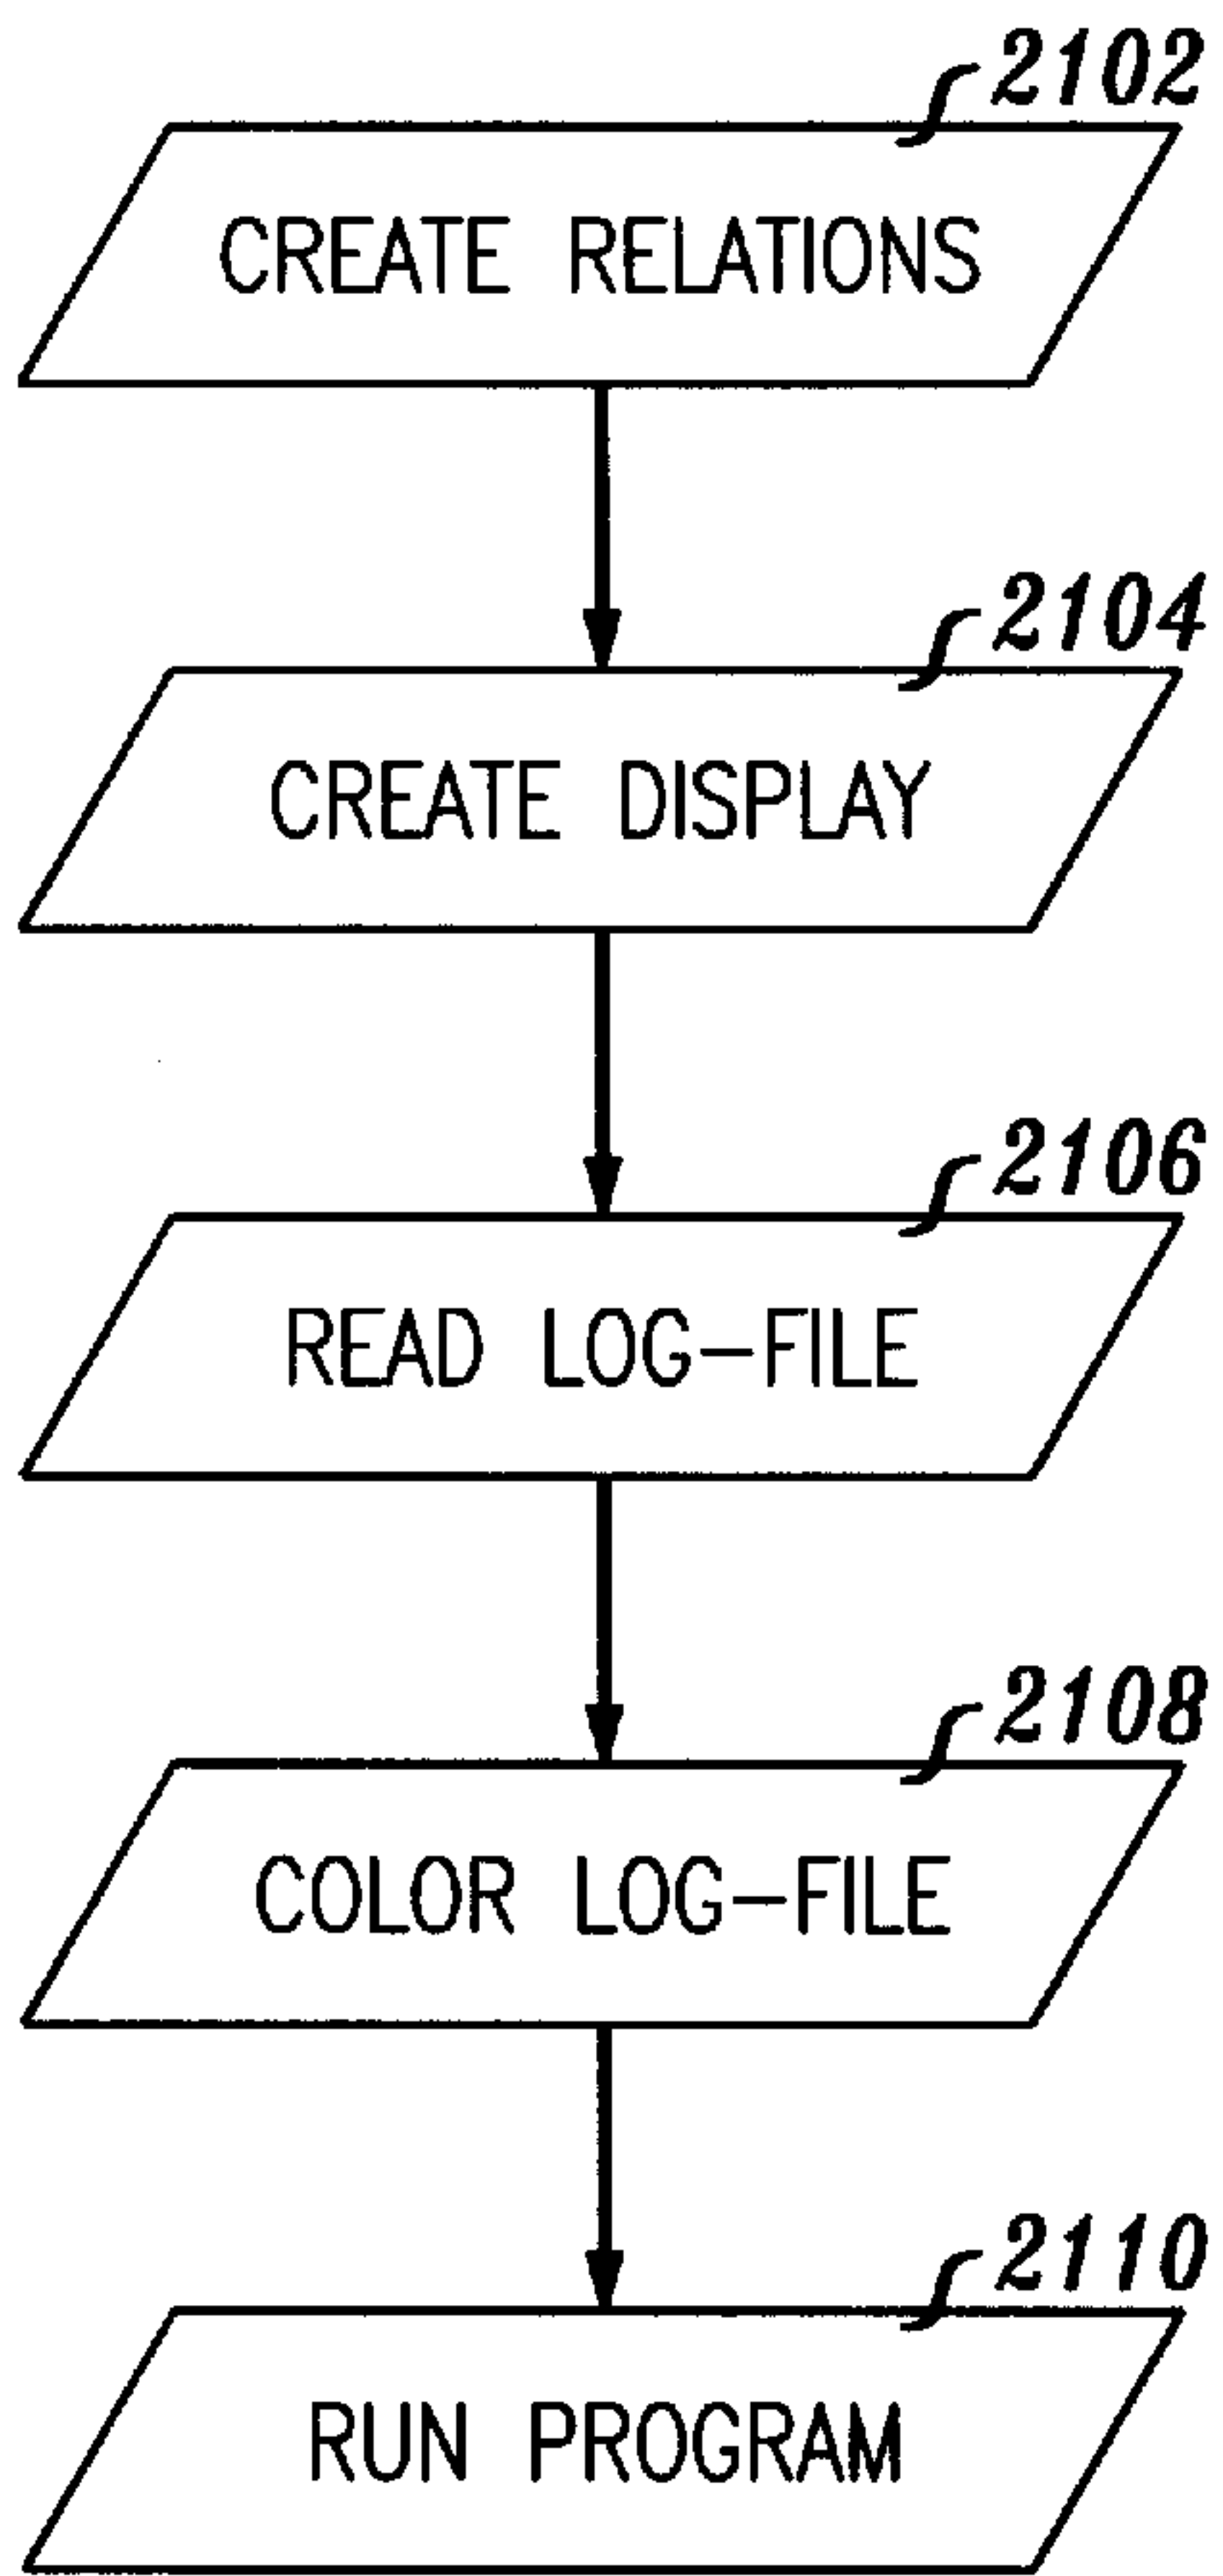 2102
CREATE RELATIONS
2104
CREATE DISPLAY
2106
READ LOG-FILE
2108
COLOR LOG-FILE
2110
RUN PROGRAM